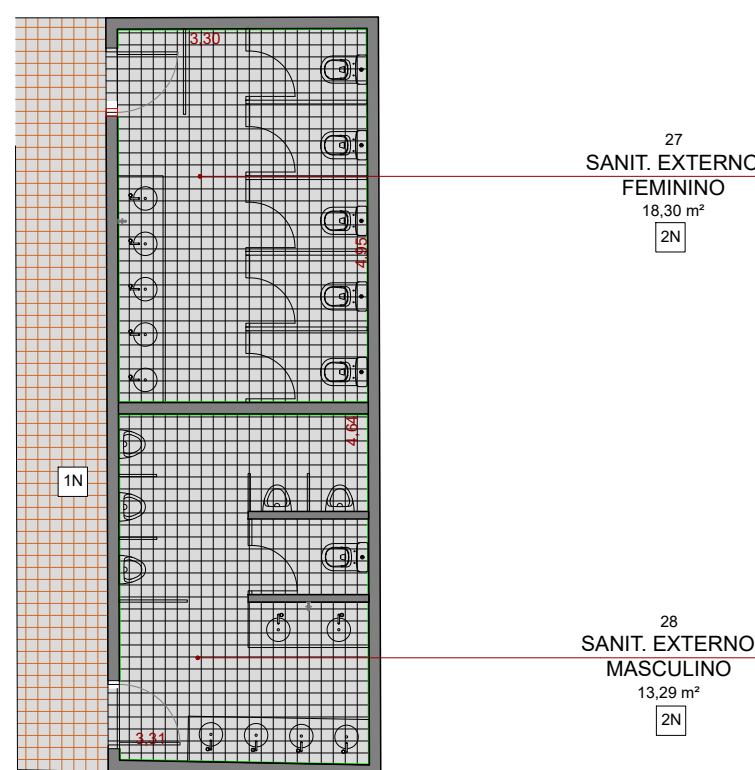 3,30
27
SANIT. EXTERNO
FEMININO
18,30 m²
2N
4,95
4,64
1N
28
SANIT. EXTERNO
MASCULINO
13,29 m²
2N
3,31